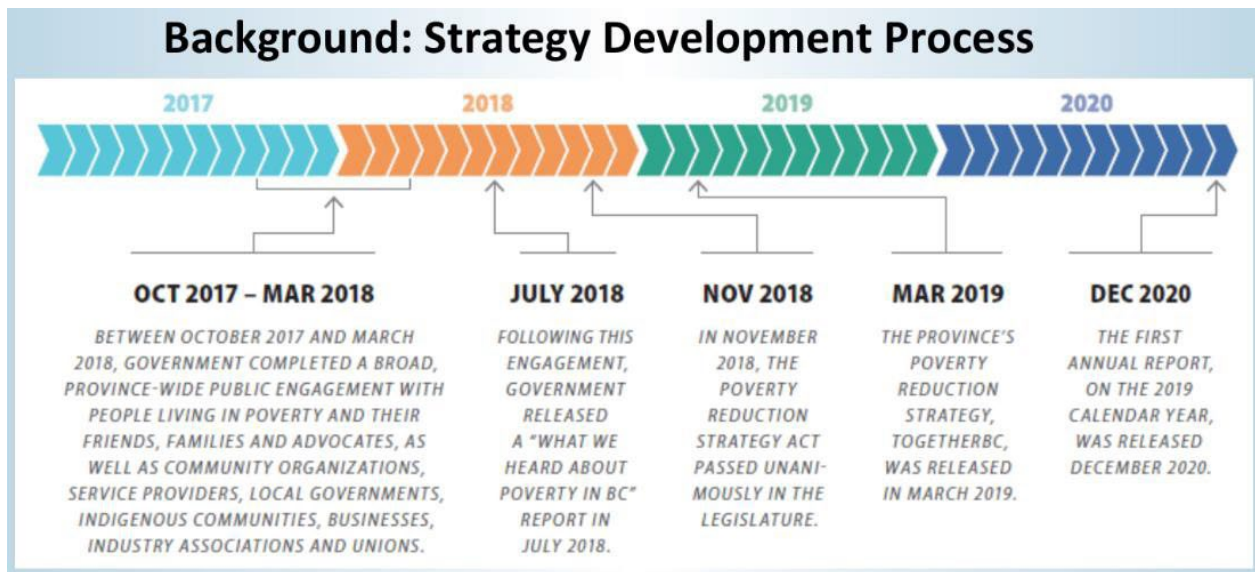 Background: Strategy Development Process
2017
2018
2019
2020
OCT 2017 – MAR 2018
BETWEEN OCTOBER 2017 AND MARCH
2018, GOVERNMENT COMPLETED A BROAD,
PROVINCE-WIDE PUBLIC ENGAGEMENT WITH
PEOPLE LIVING IN POVERTY AND THEIR
FRIENDS, FAMILIES AND ADVOCATES, AS
WELL AS COMMUNITY ORGANIZATIONS,
SERVICE PROVIDERS, LOCAL GOVERNMENTS,
INDIGENOUS COMMUNITIES, BUSINESSES,
INDUSTRY ASSOCIATIONS AND UNIONS.
JULY 2018
FOLLOWING THIS
ENGAGEMENT,
GOVERNMENT
RELEASED
A “WHAT WE
HEARD ABOUT
POVERTY IN BC”
REPORT IN
JULY 2018.
NOV 2018
IN NOVEMBER
2018, THE
POVERTY
REDUCTION
STRATEGY ACT
PASSED UNANI-
MOUSLY IN THE
LEGISLATURE.
MAR 2019
THE PROVINCE’S
POVERTY
REDUCTION
STRATEGY,
TOGETHERBC,
WAS RELEASED
IN MARCH 2019.
DEC 2020
THE FIRST
ANNUAL REPORT,
ON THE 2019
CALENDAR YEAR,
WAS RELEASED
DECEMBER 2020.